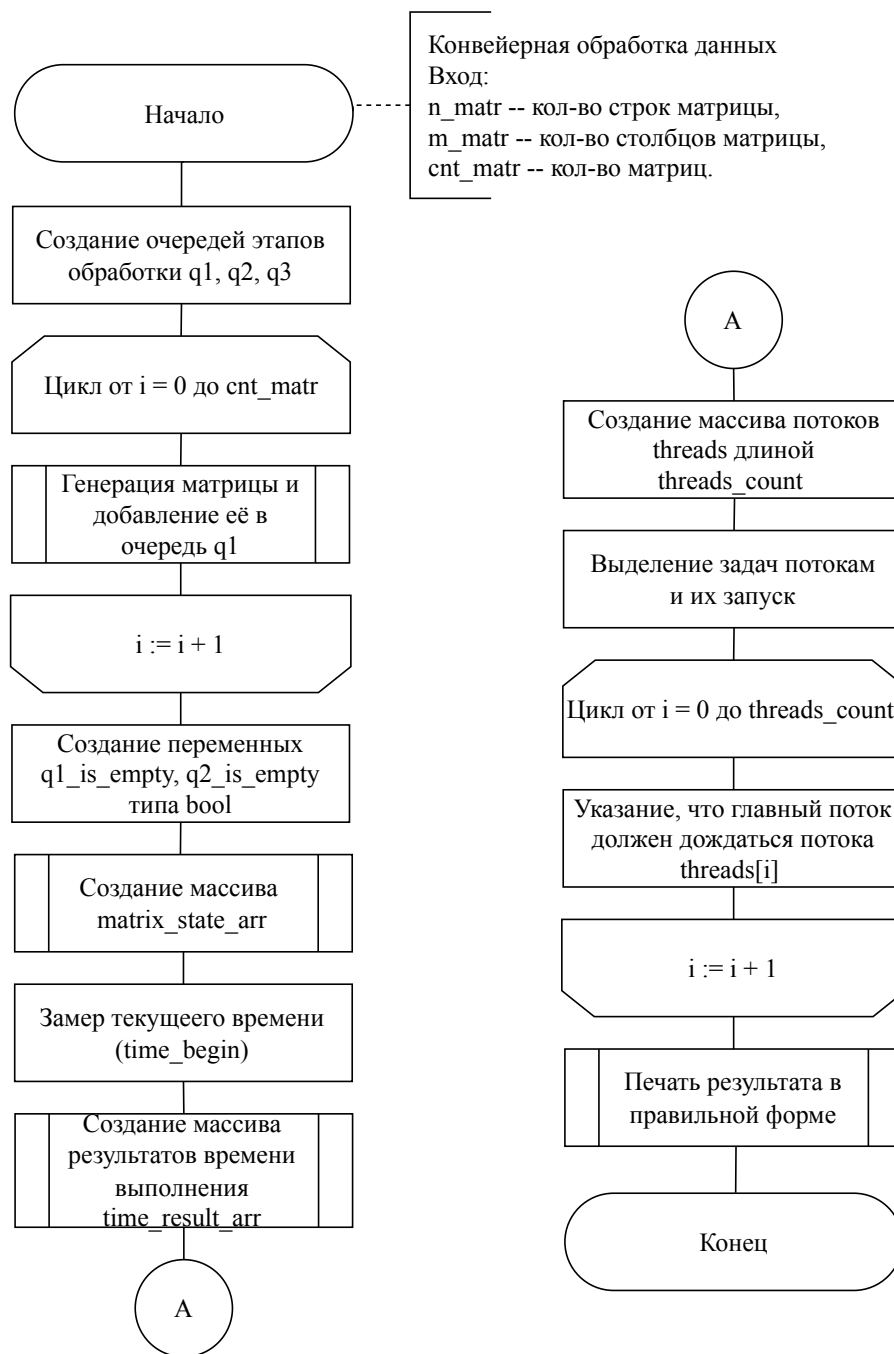 Конвейерная обработка данных
Вход:
n_matr -- кол-во строк матрицы,
m_matr -- кол-во столбцов матрицы,
cnt_matr -- кол-во матриц.
Начало
Создание очередей этапов
обработки q1, q2, q3
Цикл от i = 0 до cnt_matr
Генерация матрицы и
добавление её в
очередь q1
i := i + 1
Создание переменных
q1_is_empty, q2_is_empty
типа bool
Создание массива
matrix_state_arr
Замер текущеего времени
(time_begin)
Создание массива
результатов времени
выполнения
time_result_arr
A
A
Создание массива потоков
threads длиной
threads_count
Выделение задач потокам
и их запуск
Цикл от i = 0 до threads_count
Указание, что главный поток
должен дождаться потока
threads[i]
i := i + 1
Печать результата в
правильной форме
Конец